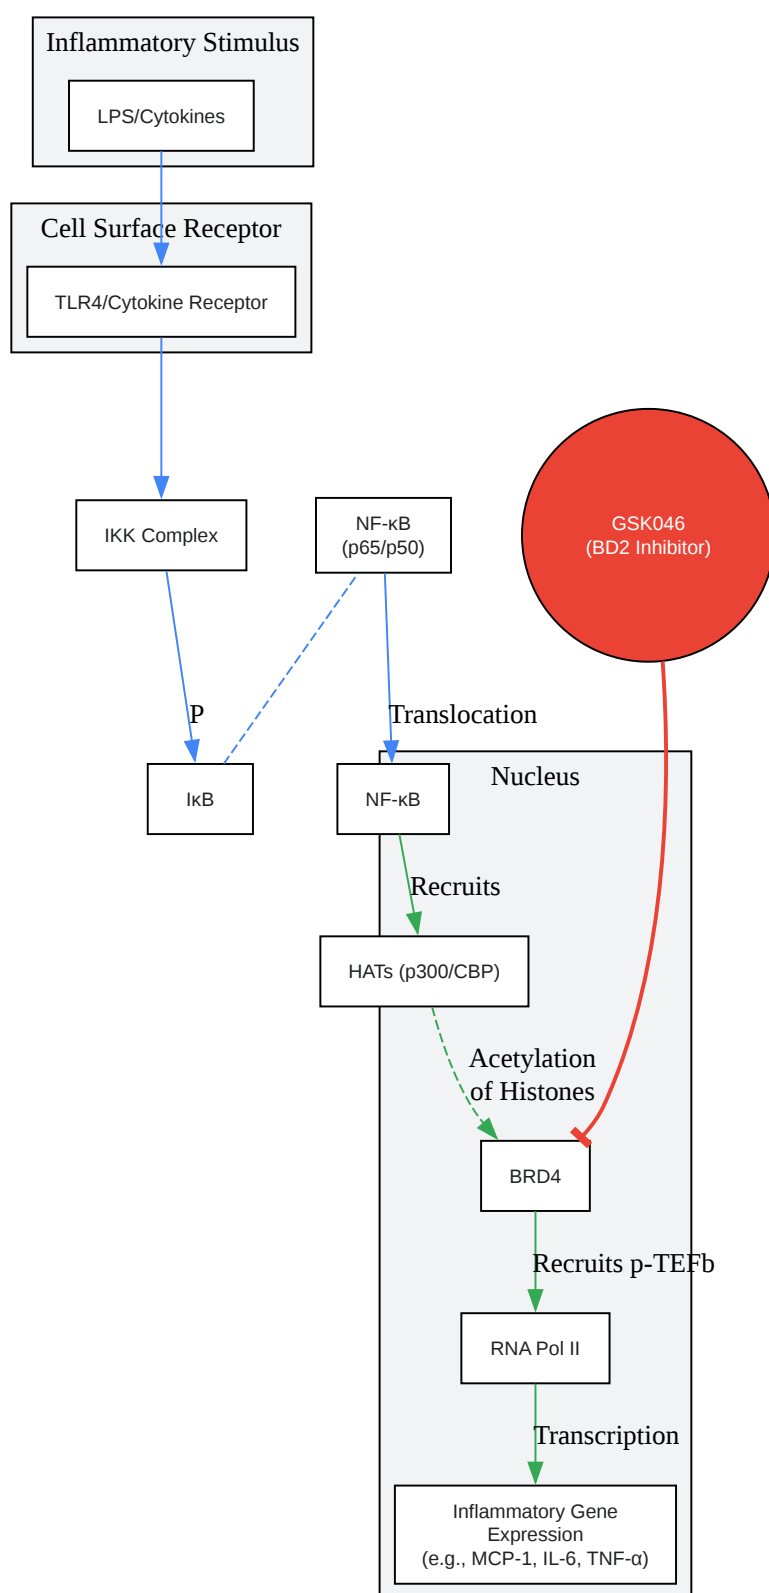 Inflammatory Stimulus
LPS/Cytokines
Cell Surface Receptor
TLR4/Cytokine Receptor
IKK Complex
NF-κB
(p65/p50)
GSK046
(BD2 Inhibitor)
P
Translocation
Nucleus
IκB
NF-κB
Recruits
HATs (p300/CBP)
Acetylation
of Histones
BRD4
Recruits p-TEFb
RNA Pol II
Transcription
Inflammatory Gene
Expression
(e.g., MCP-1, IL-6, TNF-α)